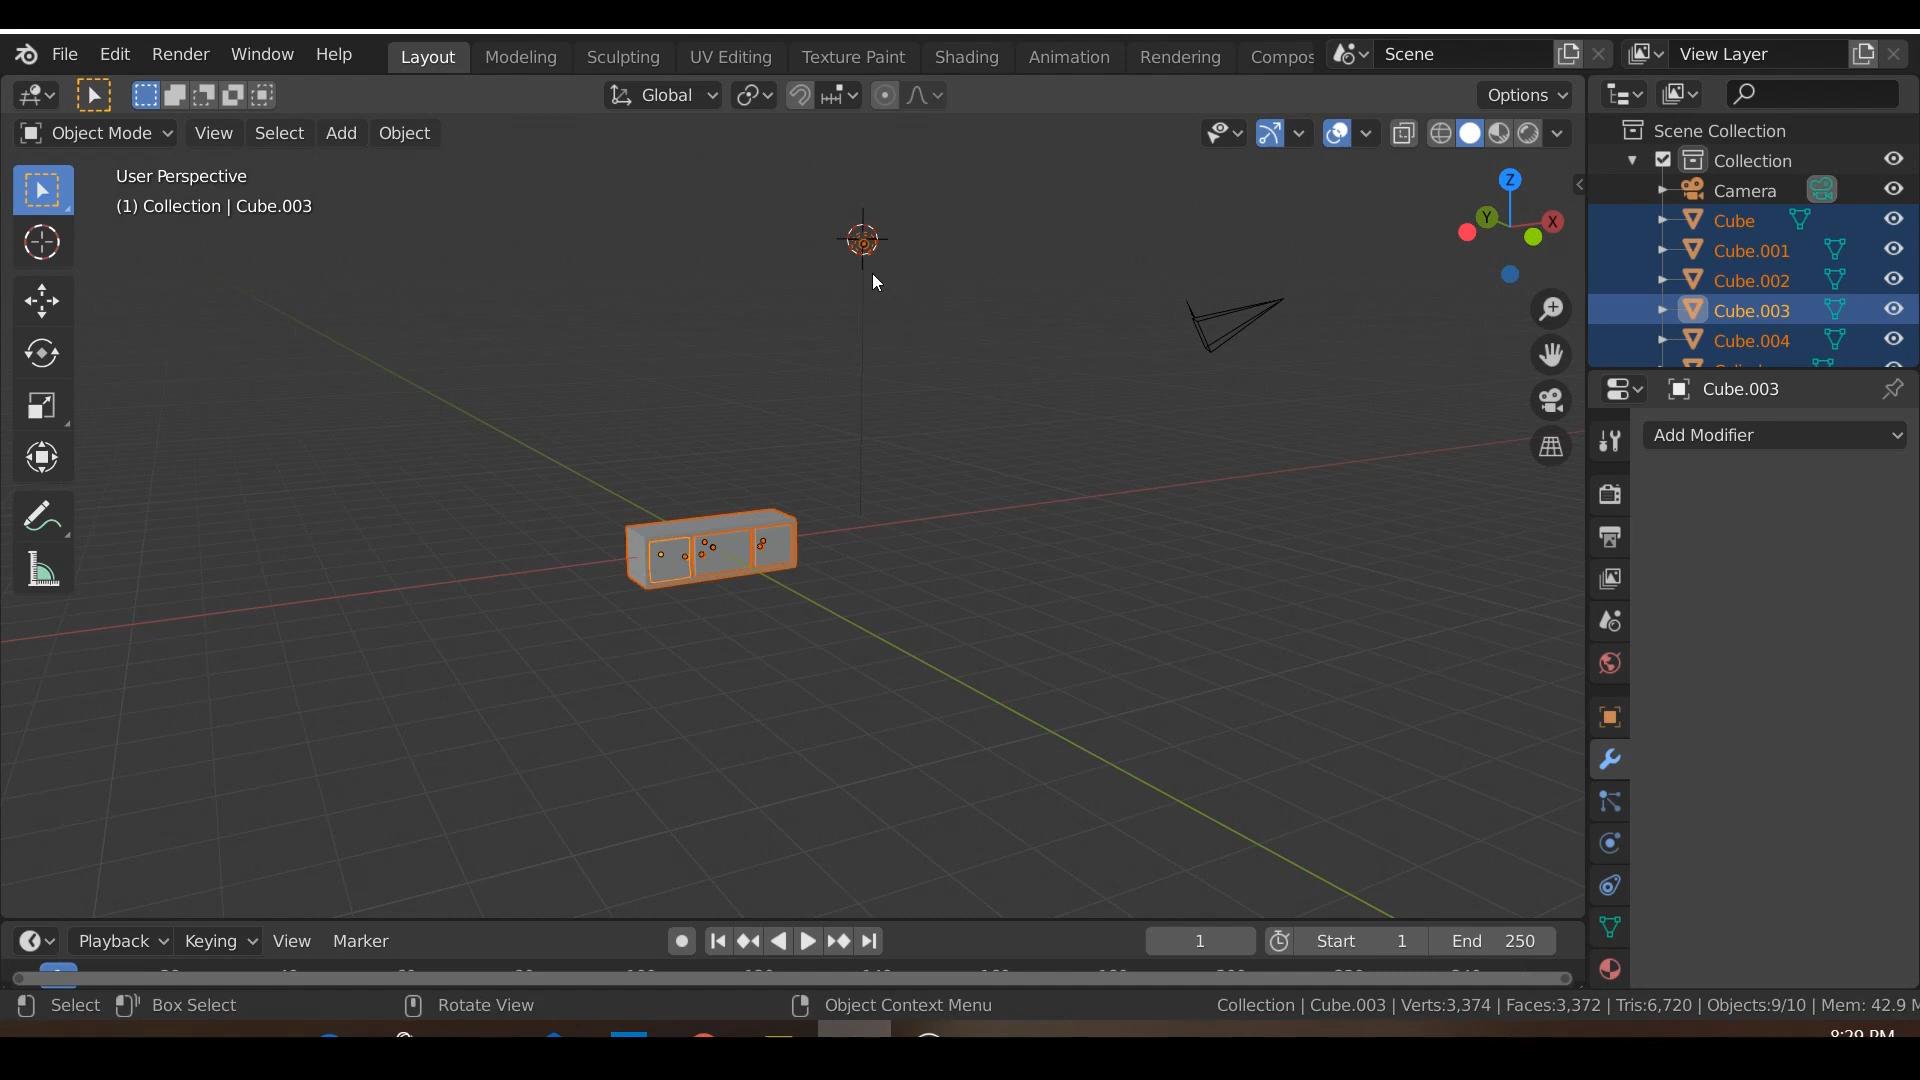 File Edit Render Window Help Layout Modeling Sculpting UV Editing Texture Paint Shading Animation Rendering Compos Scene View Layer
Global Options
Object Mode View Select Add Object
User Perspective
(1) Collection | Cube.003
Z
Y
X
Scene Collection
Collection
Camera
Cube
Cube.001
Cube.002
Cube.003
Cube.004
Cube.003
Add Modifier
Playback Keying View Marker 1 Start 1 End 250
Select Box Select Rotate View Object Context Menu Collection | Cube.003 | Verts:3,374 | Faces:3,372 | Tris:6,720 | Objects:9/10 | Mem: 42.9 M
8:29 PM